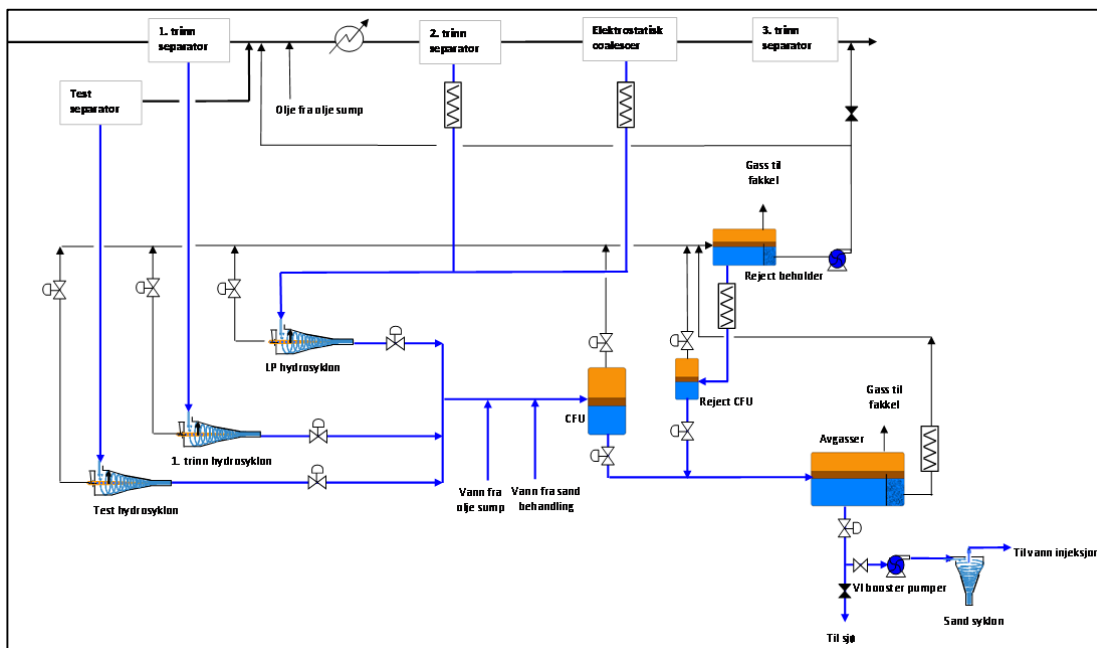 1. trinn
separator
2. trinn
separator
Elektrostatisk
coalescer
3. trinn
separator
Test
separator
Olje fra olje sump
Gass til
fakkel
Reject beholder
LP hydrosyklon
CFU
Reject CFU
Gass til
fakkel
Avgasser
1. trinn hydrosyklon
Test hydrosyklon
Vann fra
olje sump
Vann fra sand
behandling
Til vann injeksjon
VI booster pumper
Sand syklon
Til sjø